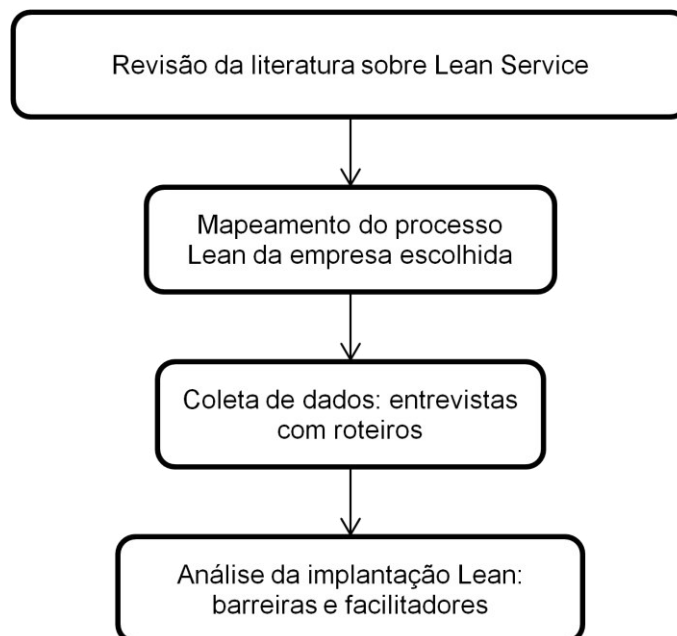 Revisão da literatura sobre Lean Service
Mapeamento do processo
Lean da empresa escolhida
Coleta de dados: entrevistas
com roteiros
Análise da implantação Lean:
barreiras e facilitadores